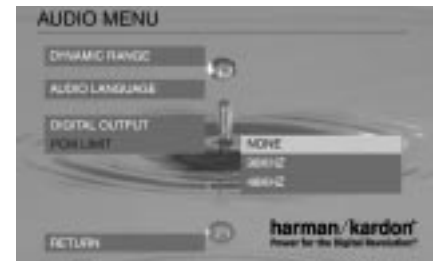 AUDIO MENU
DYNAMIC RANGE
AUDIO LANGUAGE
DIGITAL OUTPUT
PCM LIMIT
NONE
96KHZ
48KHZ
RETURN
harman/kardon®
Power for the Digital Revolution®